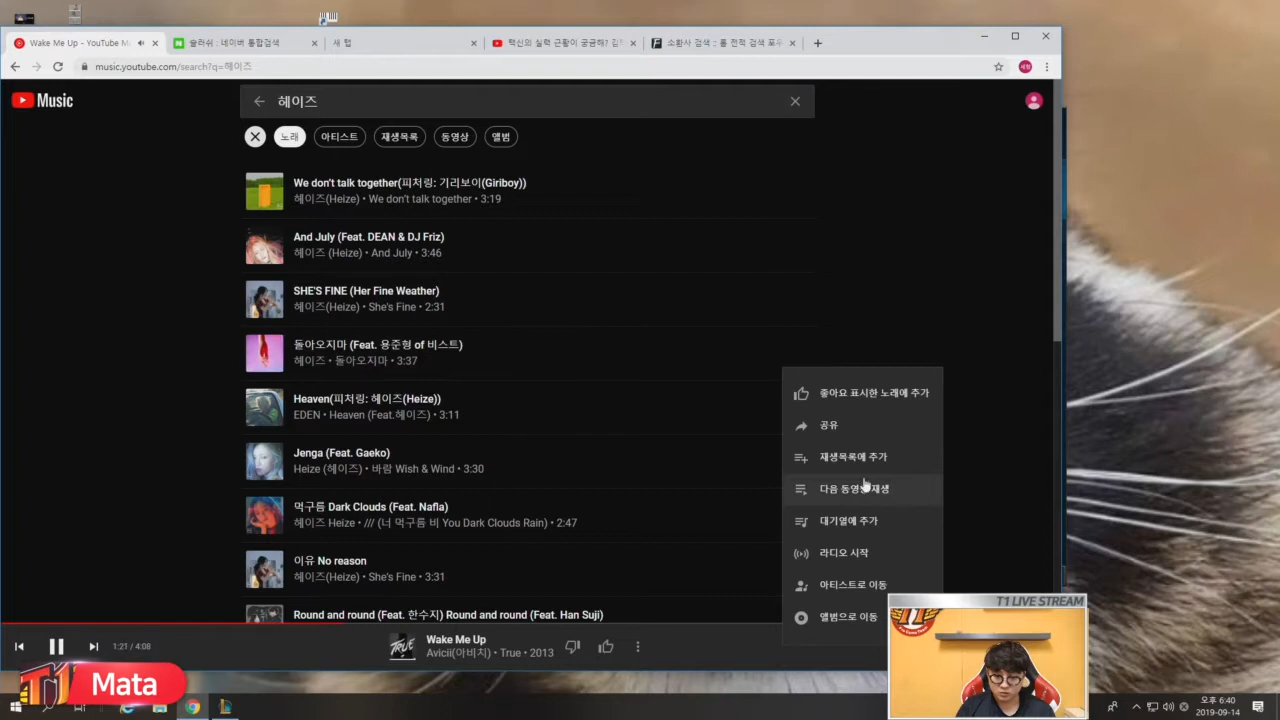 Wake Me Up - YouTube M
슬러쉬 : 네이버 통합검색
새 탭
소환사 검색 :: 롤 전적 검색 포우
music.youtube.com/search?q=헤이즈
Music
헤이즈
노래
아티스트
재생목록
동영상
앨범
We don't talk together(피처링: 기리보이(Giriboy))
헤이즈(Heize) • We don't talk together • 3:19
And July (Feat. DEAN & DJ Friz)
헤이즈 (Heize) • And July • 3:46
SHE'S FINE (Her Fine Weather)
헤이즈(Heize) • She's Fine • 2:31
돌아오지마 (Feat. 용준형 of 비스트)
헤이즈 • 돌아오지마 • 3:37
Heaven(피처링: 헤이즈(Heize))
EDEN • Heaven (Feat.헤이즈) • 3:11
Jenga (Feat. Gaeko)
Heize (헤이즈) • 바람 Wish & Wind • 3:30
먹구름 Dark Clouds (Feat. Nafla)
헤이즈 Heize • /// (너 먹구름 비 You Dark Clouds Rain) • 2:47
이유 No reason
헤이즈(Heize) • She's Fine • 3:31
Round and round (Feat. 한수지) Round and round (Feat. Han Suji)
좋아요 표시한 노래에 추가
공유
재생목록에 추가
다음 동영상 재생
대기열에 추가
라디오 시작
아티스트로 이동
앨범으로 이동
1:21 / 4:08
TRUE
Wake Me Up
Avicii(아비치) • True • 2013
T1 LIVE STREAM
T1
Mata
오후 6:40
2019-09-14